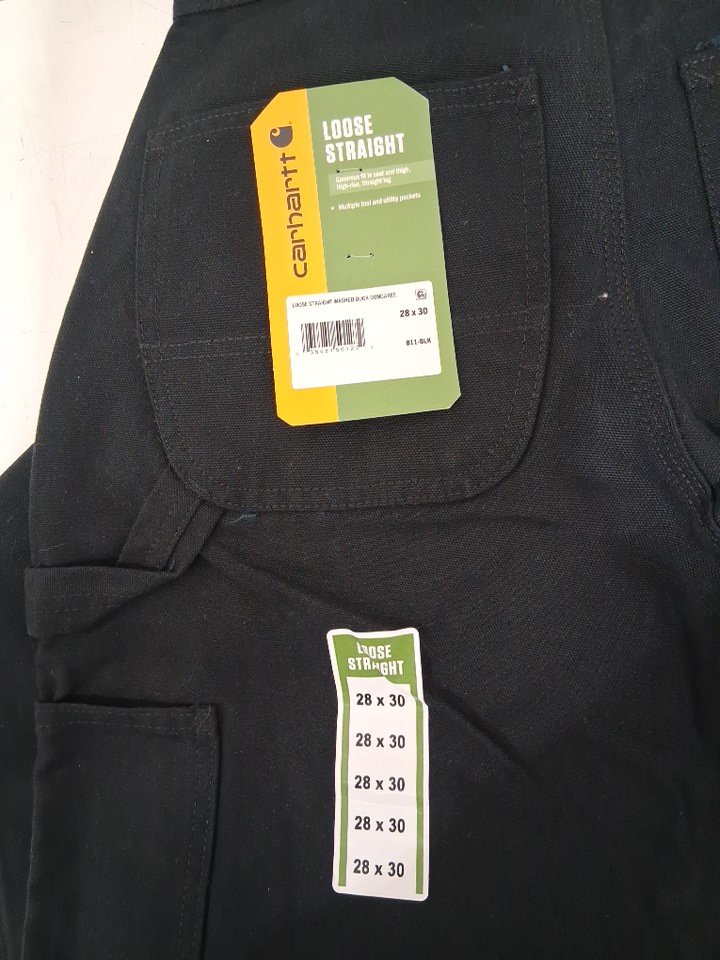 carhartt
LOOSE
STRAIGHT
Generous fit in seat and thigh,
High-rise, Straight leg
• Multiple tool and utility pockets
LOOSE STRAIGHT WASHED DUCK DUNGAREE
28 x 30
B11-BLK
LOOSE
STRAIGHT
28 x 30
28 x 30
28 x 30
28 x 30
28 x 30